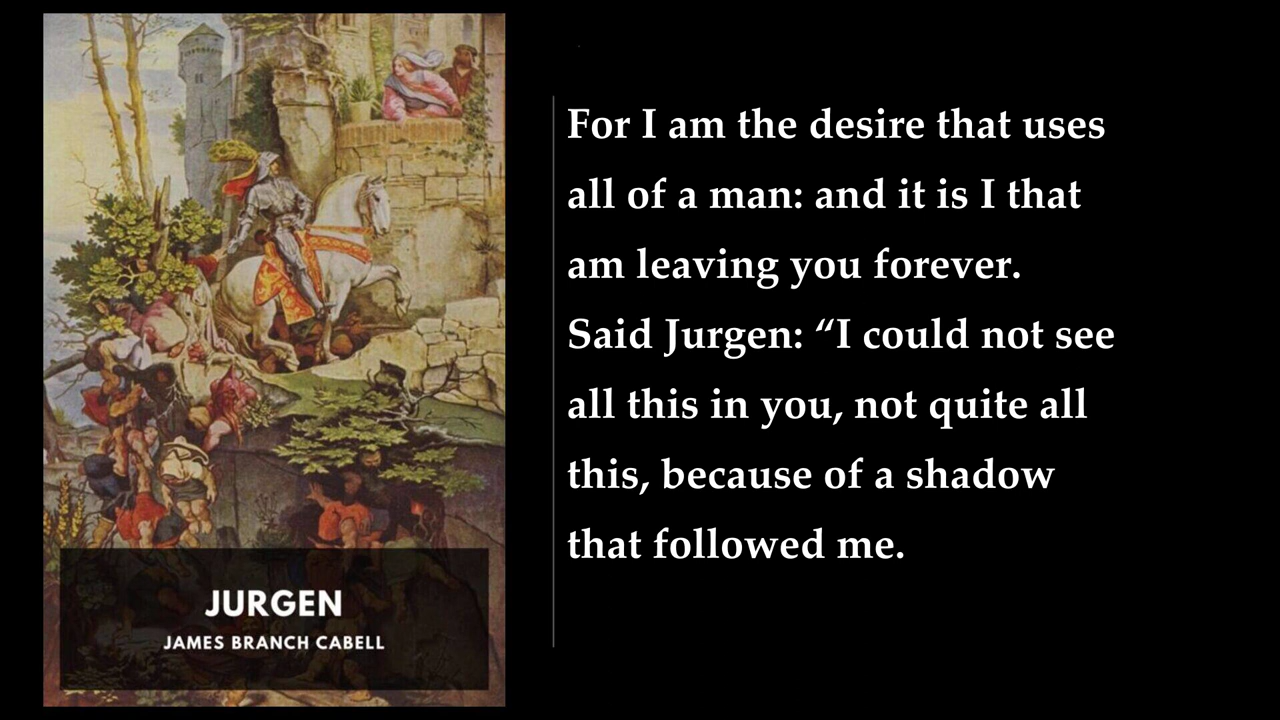 For I am the desire that uses
all of a man: and it is I that
am leaving you forever.
Said Jurgen: “I could not see
all this in you, not quite all
this, because of a shadow
that followed me.
JURGEN
JAMES BRANCH CABELL